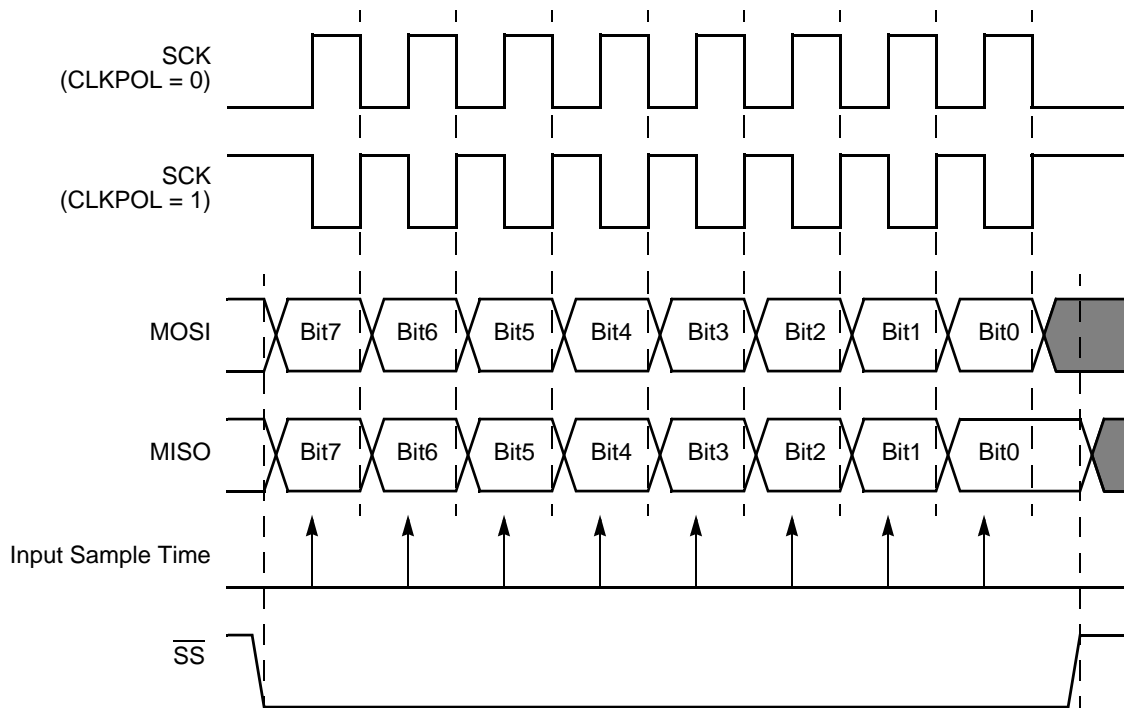 SCK
(CLKPOL = 0)
SCK
(CLKPOL = 1)
MOSI
Bit7 Bit6 Bit5 Bit4 Bit3 Bit2 Bit1 Bit0
MISO
Bit7 Bit6 Bit5 Bit4 Bit3 Bit2 Bit1 Bit0
Input Sample Time
S̅S̅